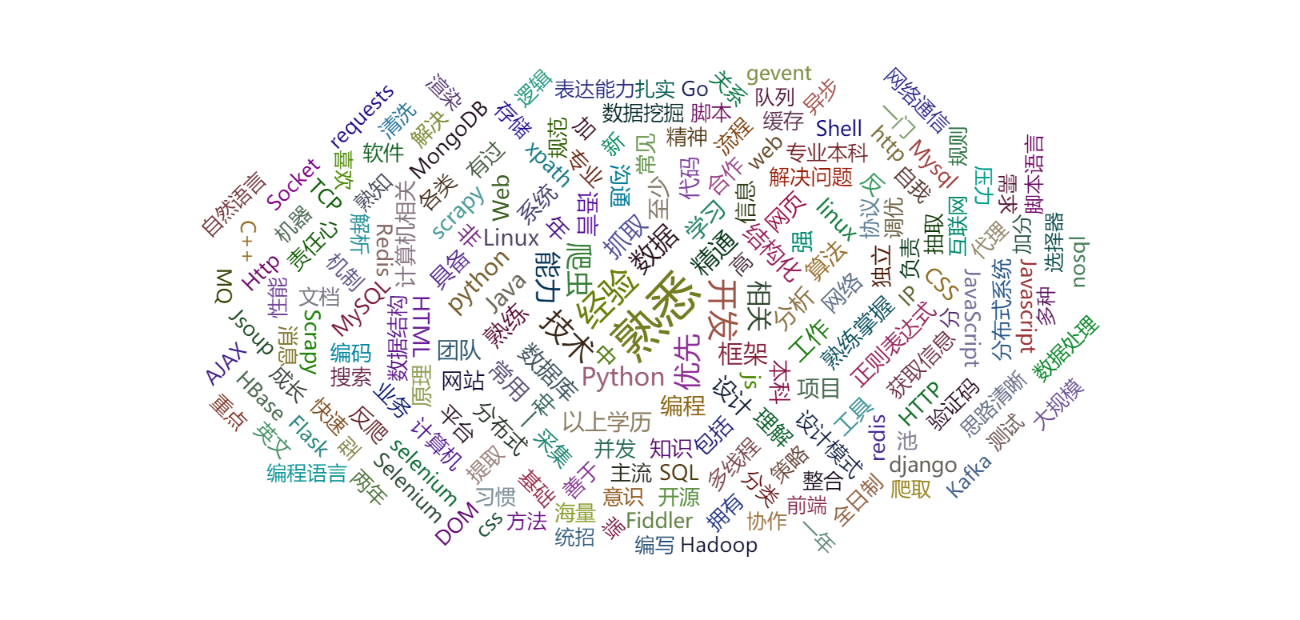 gevent
渲染
逻辑
表达能力
扎实
Go
关系
队列
异步
网络通信
requests
清洗
解决
MongoDB
存储
数据挖掘
脚本
缓存
Shell
一门
规范
加
新
常见
精神
流程
web
http
Mysql
规则
喜欢
软件
有过
xpath
专业
沟通
代码
合作
专业本科
解决问题
反
自我
压力
求职
脚本语言
自然语言
Socket
TCP
熟知
计算机相关
各类
scrapy
Web
系统
语言
至少
学习
信息
网页
linux
协议
调优
抽取
互联网
代理
加分
选择器
nosql
C++
机器
责任心
解析
Redis
非
Linux
年
抓取
数据
精通
高
结构化
强
算法
独立
负责
MQ
Http
性能
机制
文档
MySQL
具备
python
Java
能力
爬虫
经验
熟悉
开发
相关
分析
网络
IP
CSS
JavaScript
分布式系统
Javascript
多种
Jsoup
消息
Scrapy
编码
数据结构
HTML
团队
熟练
技术
中
优先
框架
工作
熟练掌握
正则表达式
分
获取信息
数据处理
AJAX
HBase
成长
搜索
业务
原理
网站
常用
数据库
Python
js
本科
项目
HTTP
验证码
思路清晰
大规模
重点
英文
Flask
快速
反爬
计算机
平台
分布式
以上学历
编程
设计
理解
设计模式
工具
redis
池
测试
编程语言
两年
selenium
Selenium
提取
采集
并发
知识
包括
多线程
策略
django
Kafka
DOM
css
习惯
基础
善于
主流
SQL
分类
整合
爬取
方法
海量
意识
开源
拥有
前端
全日制
统招
端
Fiddler
协作
一年
编写
Hadoop